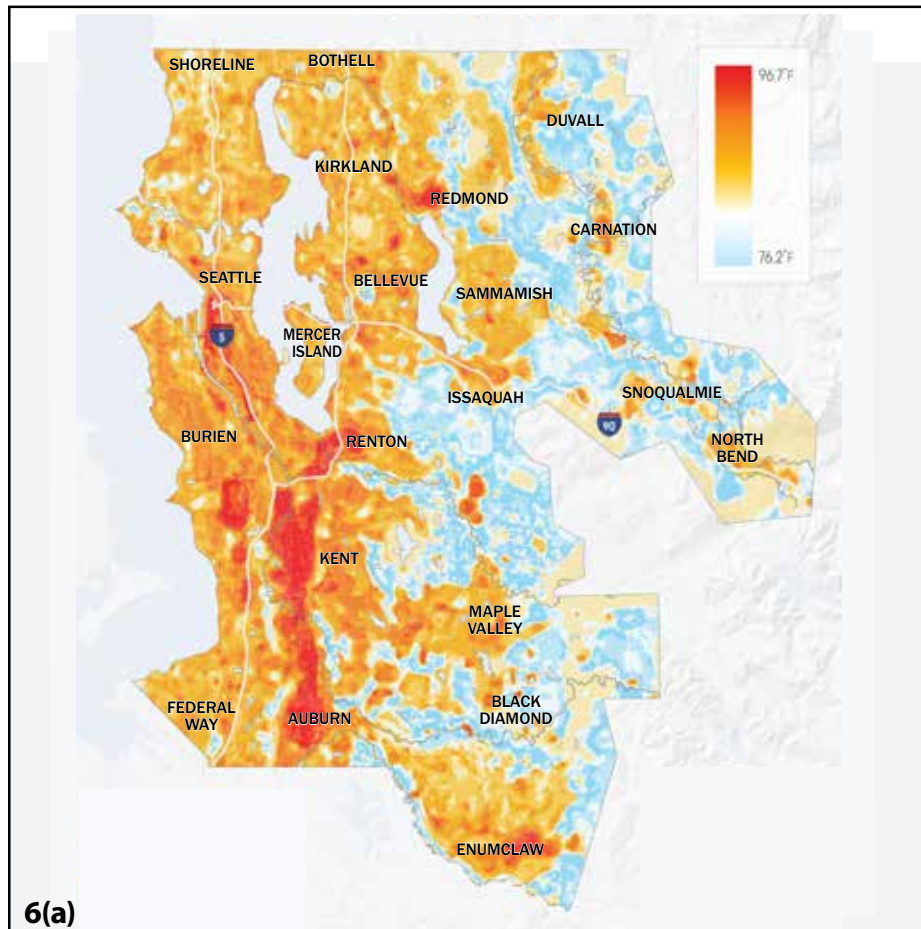 SHORELINE
BOTHELL
96.7°F
DUVALL
KIRKLAND
REDMOND
CARNATION
76.2°F
SEATTLE
BELLEVUE
SAMMAMISH
5
MERCER
ISLAND
ISSAQUAH
SNOQUALMIE
90
BURIEN
RENTON
NORTH
BEND
KENT
MAPLE
VALLEY
FEDERAL
WAY
AUBURN
BLACK
DIAMOND
ENUMCLAW
6(a)